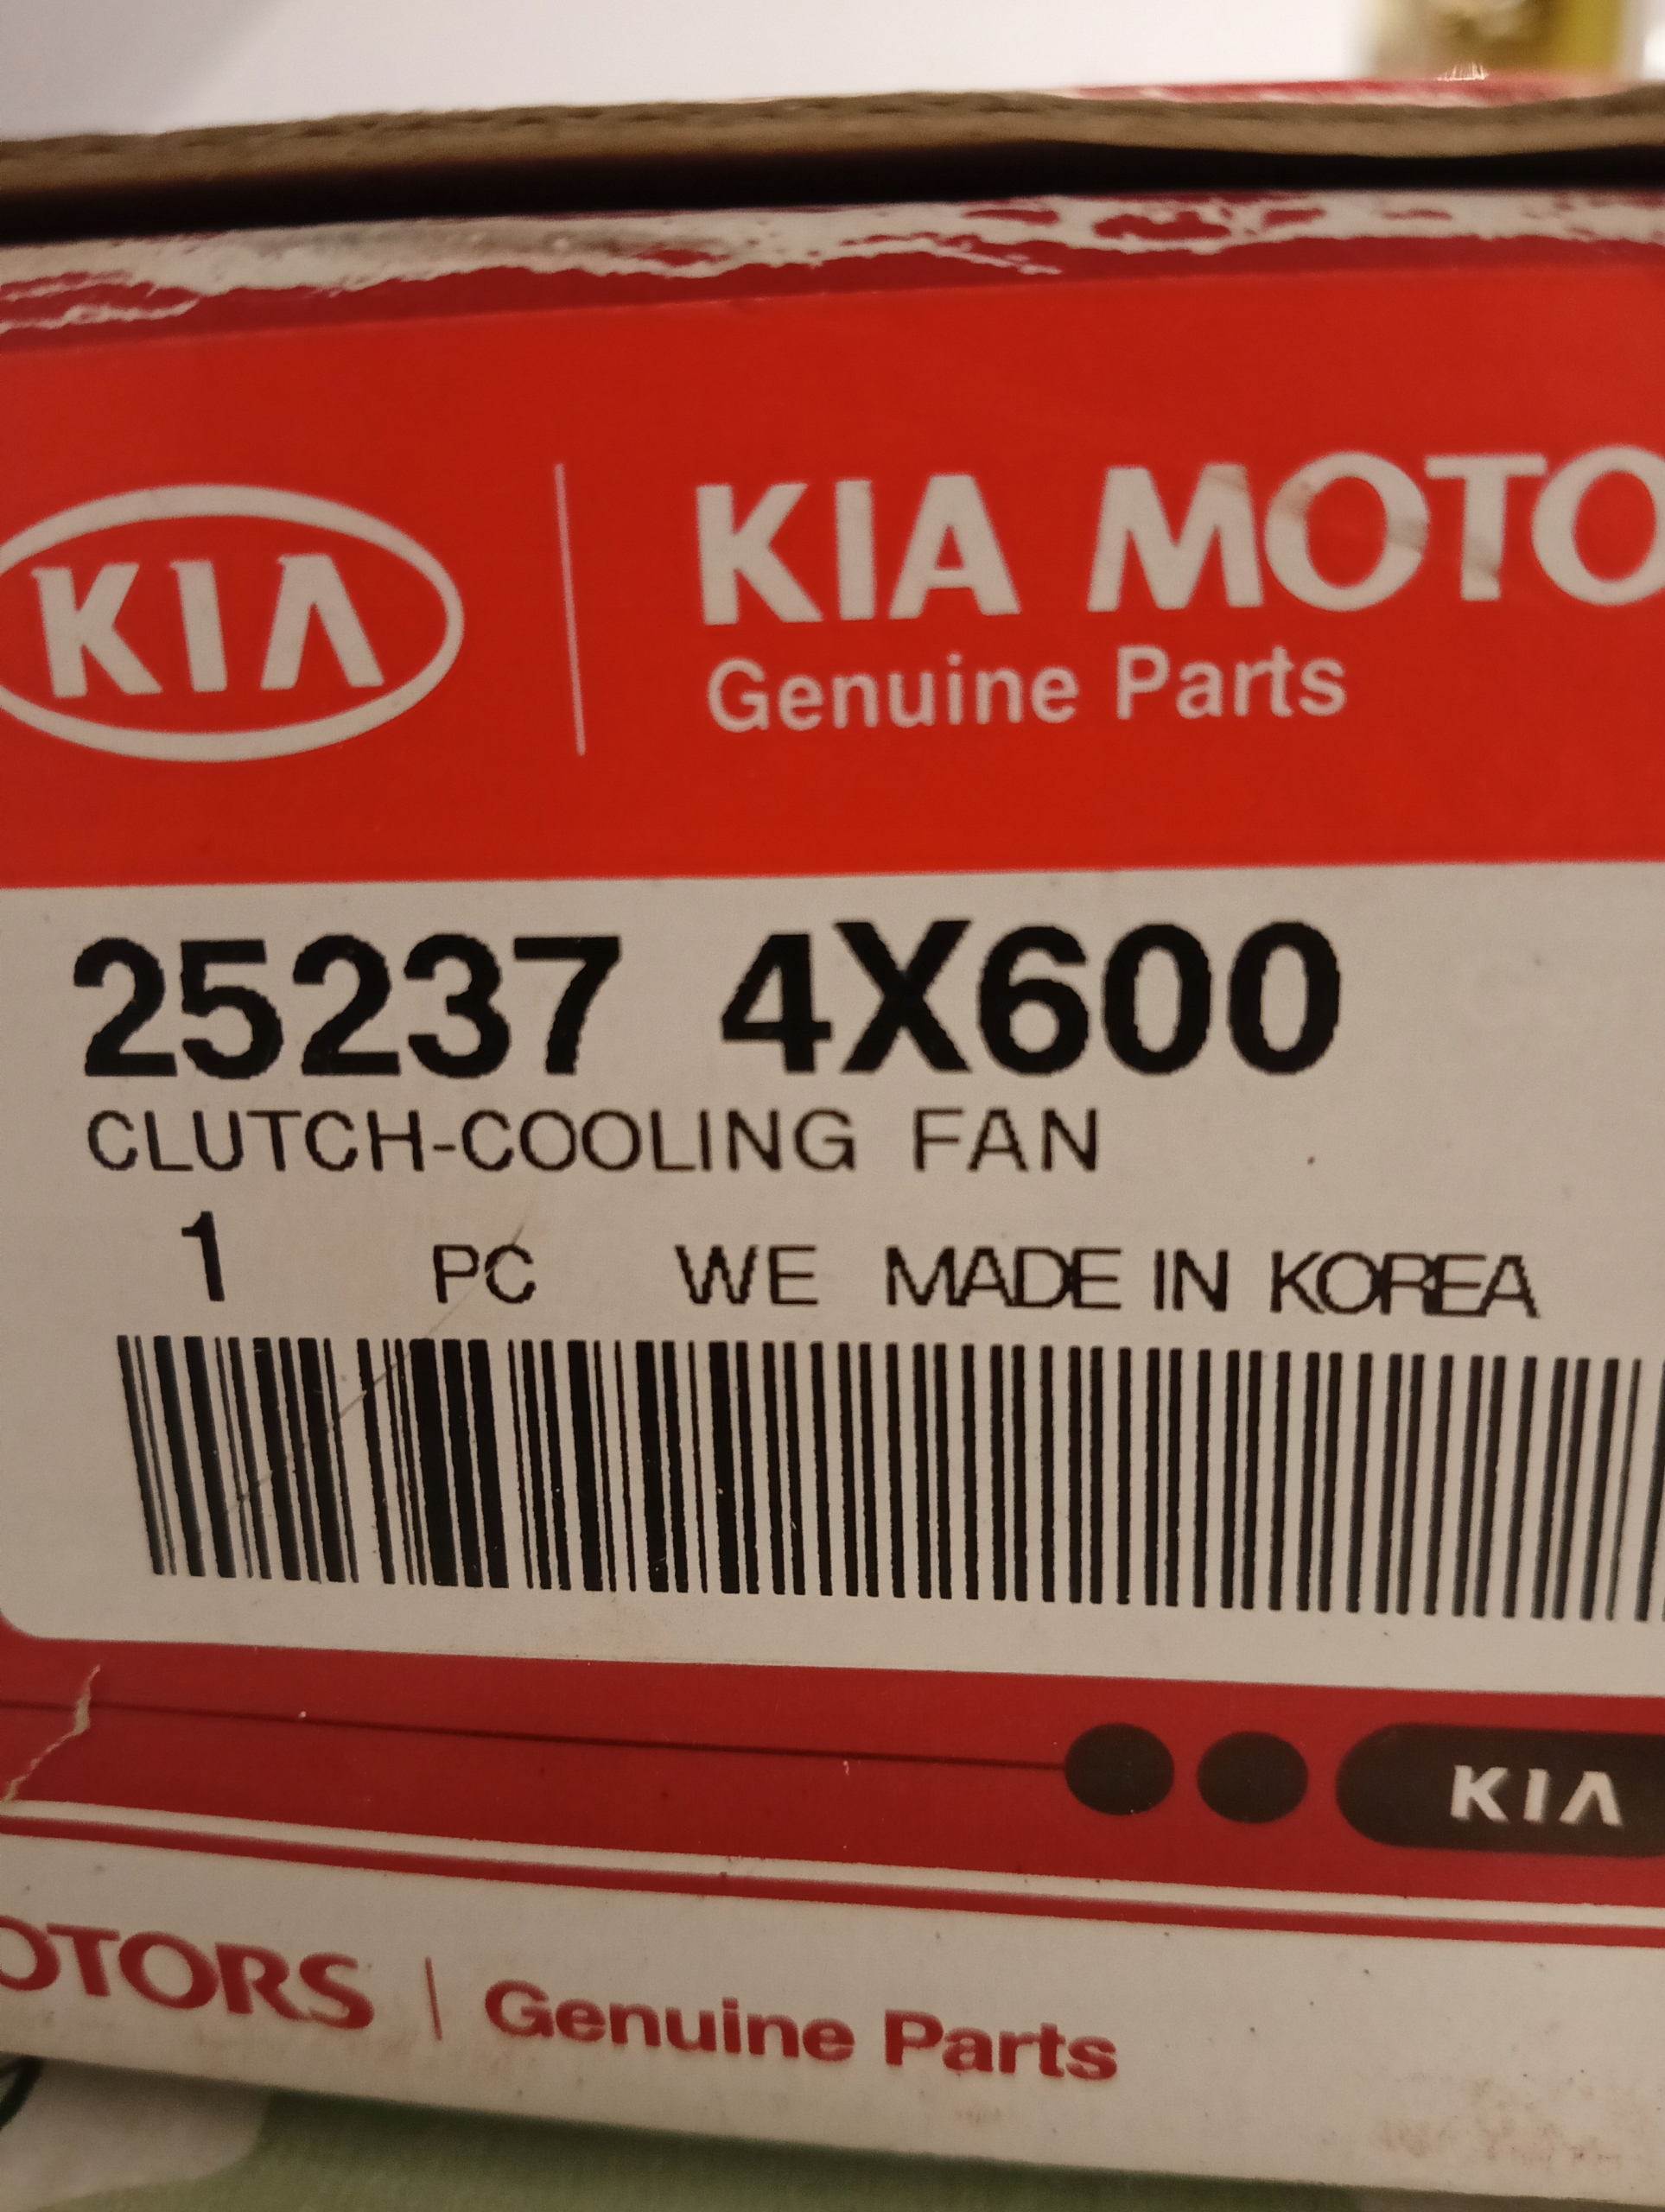 KIA
KIA MOTO
Genuine Parts
25237 4X600
CLUTCH-COOLING FAN
1 PC WE MADE IN KOREA
KIA
OTORS | Genuine Parts